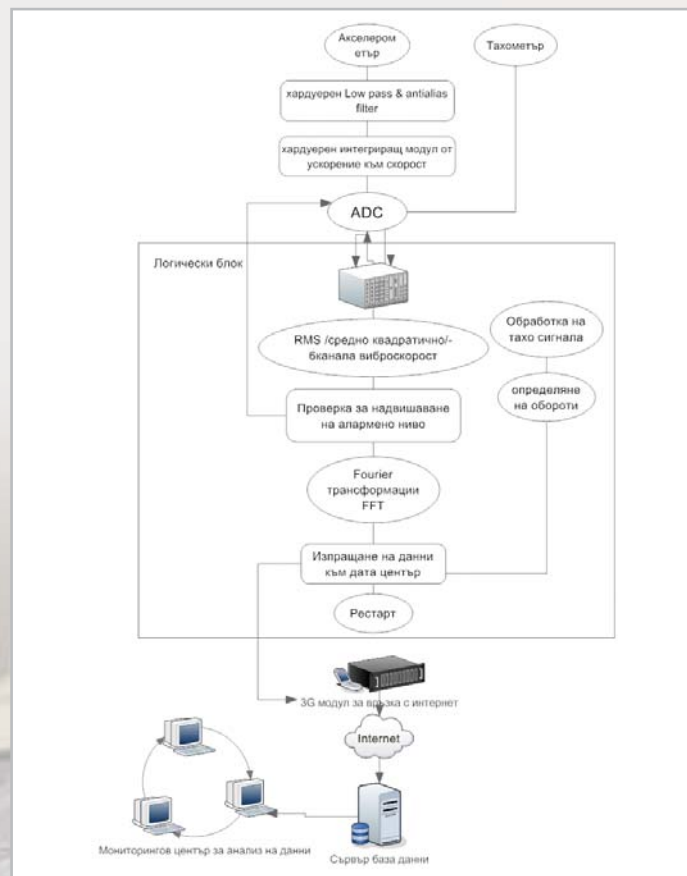 Акселером
етър
Тахометър
хардуерен Low pass & antialias
filter
хардуерен интегриращ модул от
ускорение към скорост
ADC
Логически блок
RMS /средно квадратично/-
6канала виброскорост
Обработка на
тахо сигнала
определяне
на обороти
Проверка за надвишаване
на алармено ниво
Fourier
трансформации
FFT
Изпращане на данни
към дата център
Рестарт
3G модул за връзка с интернет
Internet
Мониторингов център за анализ на данни
Сървър база данни